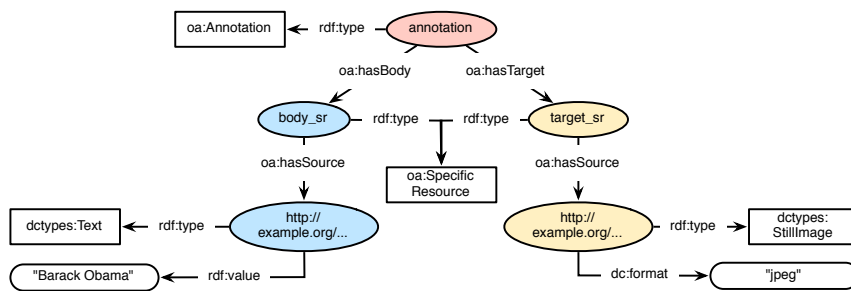 oa:Annotation
rdf:type
annotation
oa:hasBody
oa:hasTarget
body_sr
rdf:type
rdf:type
target_sr
oa:hasSource
oa:Specific
Resource
oa:hasSource
dctypes:Text
rdf:type
http://
example.org/...
http://
example.org/...
rdf:type
dctypes:
StillImage
"Barack Obama"
rdf:value
dc:format
"jpeg"